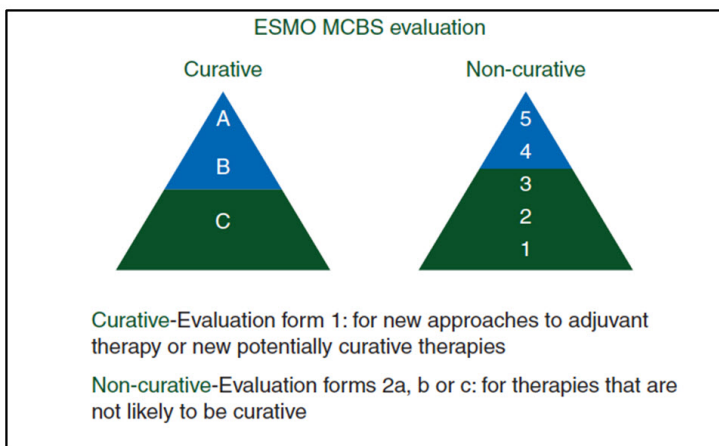 ESMO MCBS evaluation
Curative
Non-curative
A
B
C
5
4
3
2
1
Curative-Evaluation form 1: for new approaches to adjuvant
therapy or new potentially curative therapies
Non-curative-Evaluation forms 2a, b or c: for therapies that are
not likely to be curative